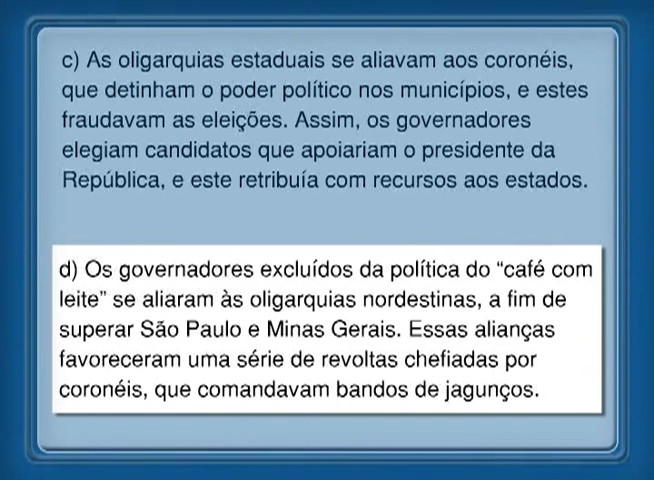 c) As oligarquias estaduais se aliavam aos coronéis,
que detinham o poder político nos municípios, e estes
fraudavam as eleições. Assim, os governadores
elegiam candidatos que apoiariam o presidente da
República, e este retribuía com recursos aos estados.
d) Os governadores excluídos da política do “café com
leite” se aliaram às oligarquias nordestinas, a fim de
superar São Paulo e Minas Gerais. Essas alianças
favoreceram uma série de revoltas chefiadas por
coronéis, que comandavam bandos de jagunços.